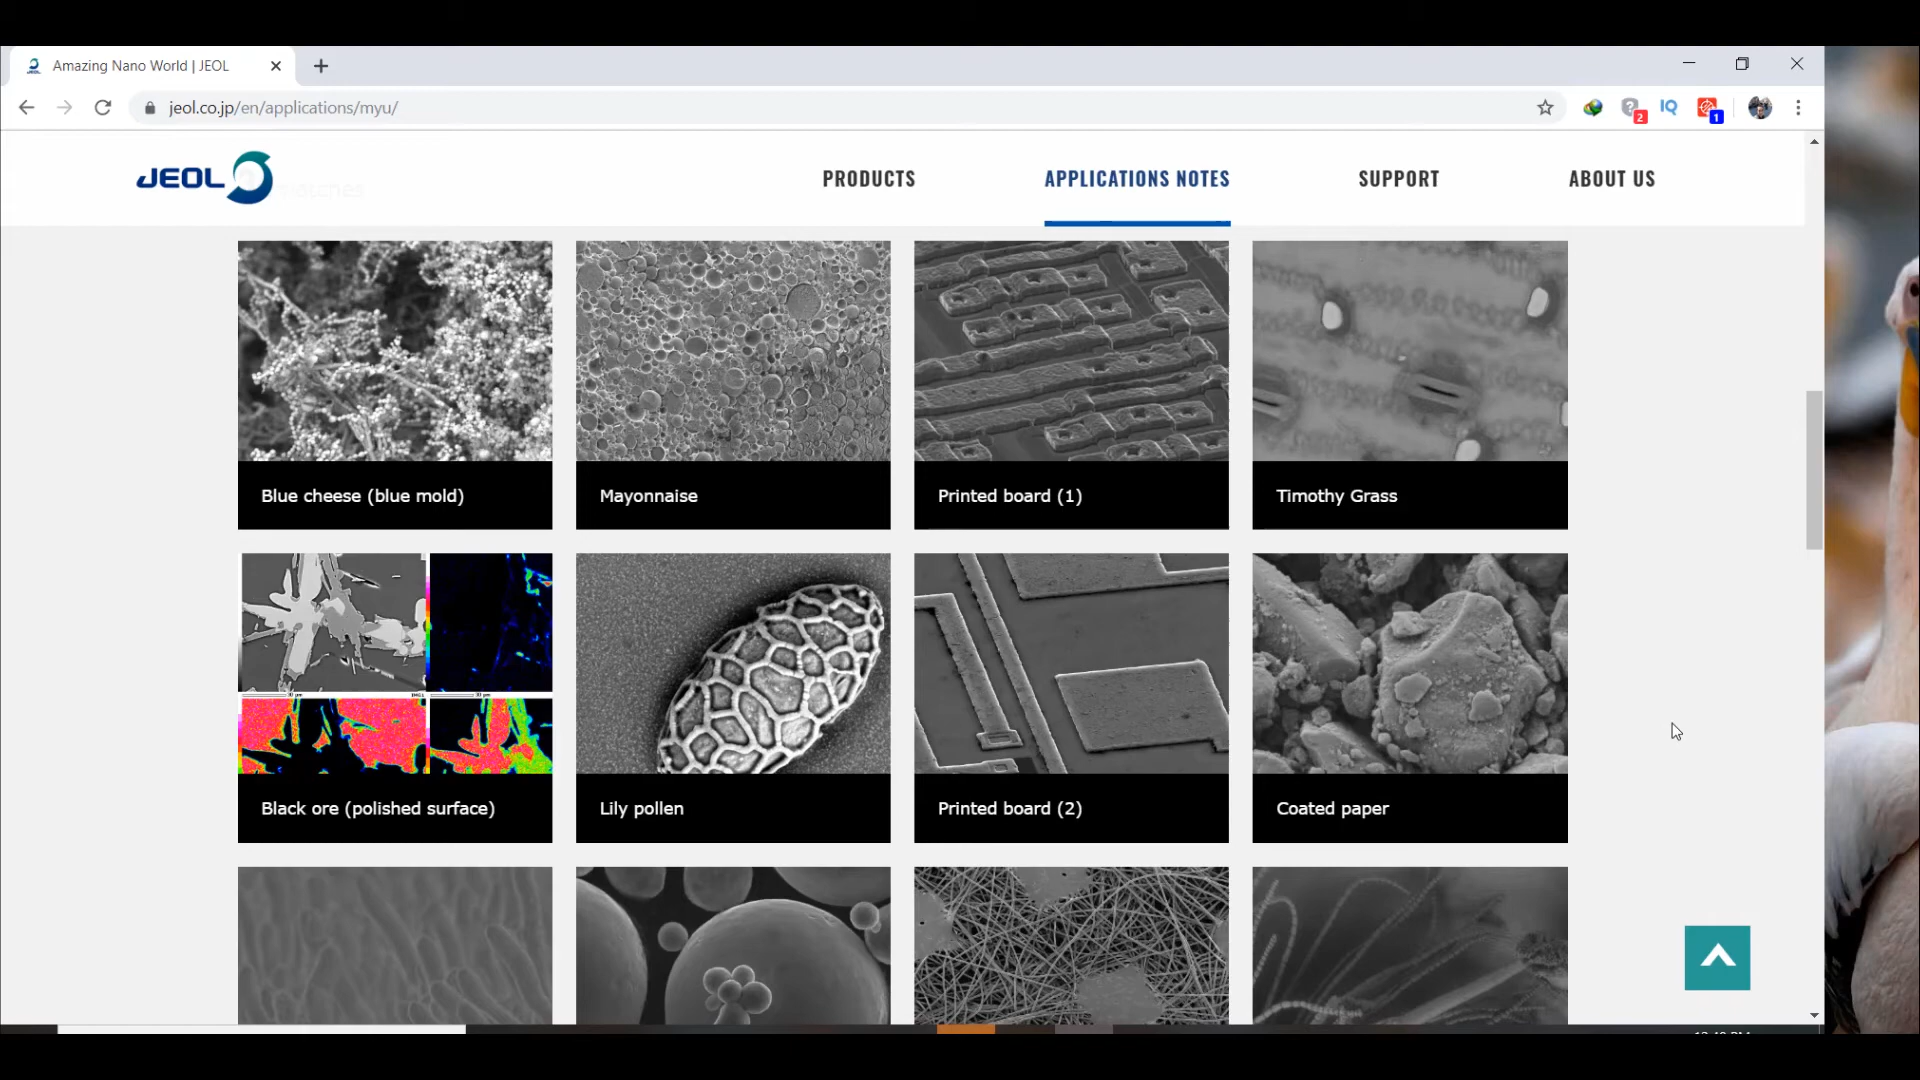 Amazing Nano World | JEOL
jeol.co.jp/en/applications/myu/
2
IQ
1
JEOL
PRODUCTS
APPLICATIONS NOTES
SUPPORT
ABOUT US
Blue cheese (blue mold)
Mayonnaise
Printed board (1)
Timothy Grass
Black ore (polished surface)
Lily pollen
Printed board (2)
Coated paper